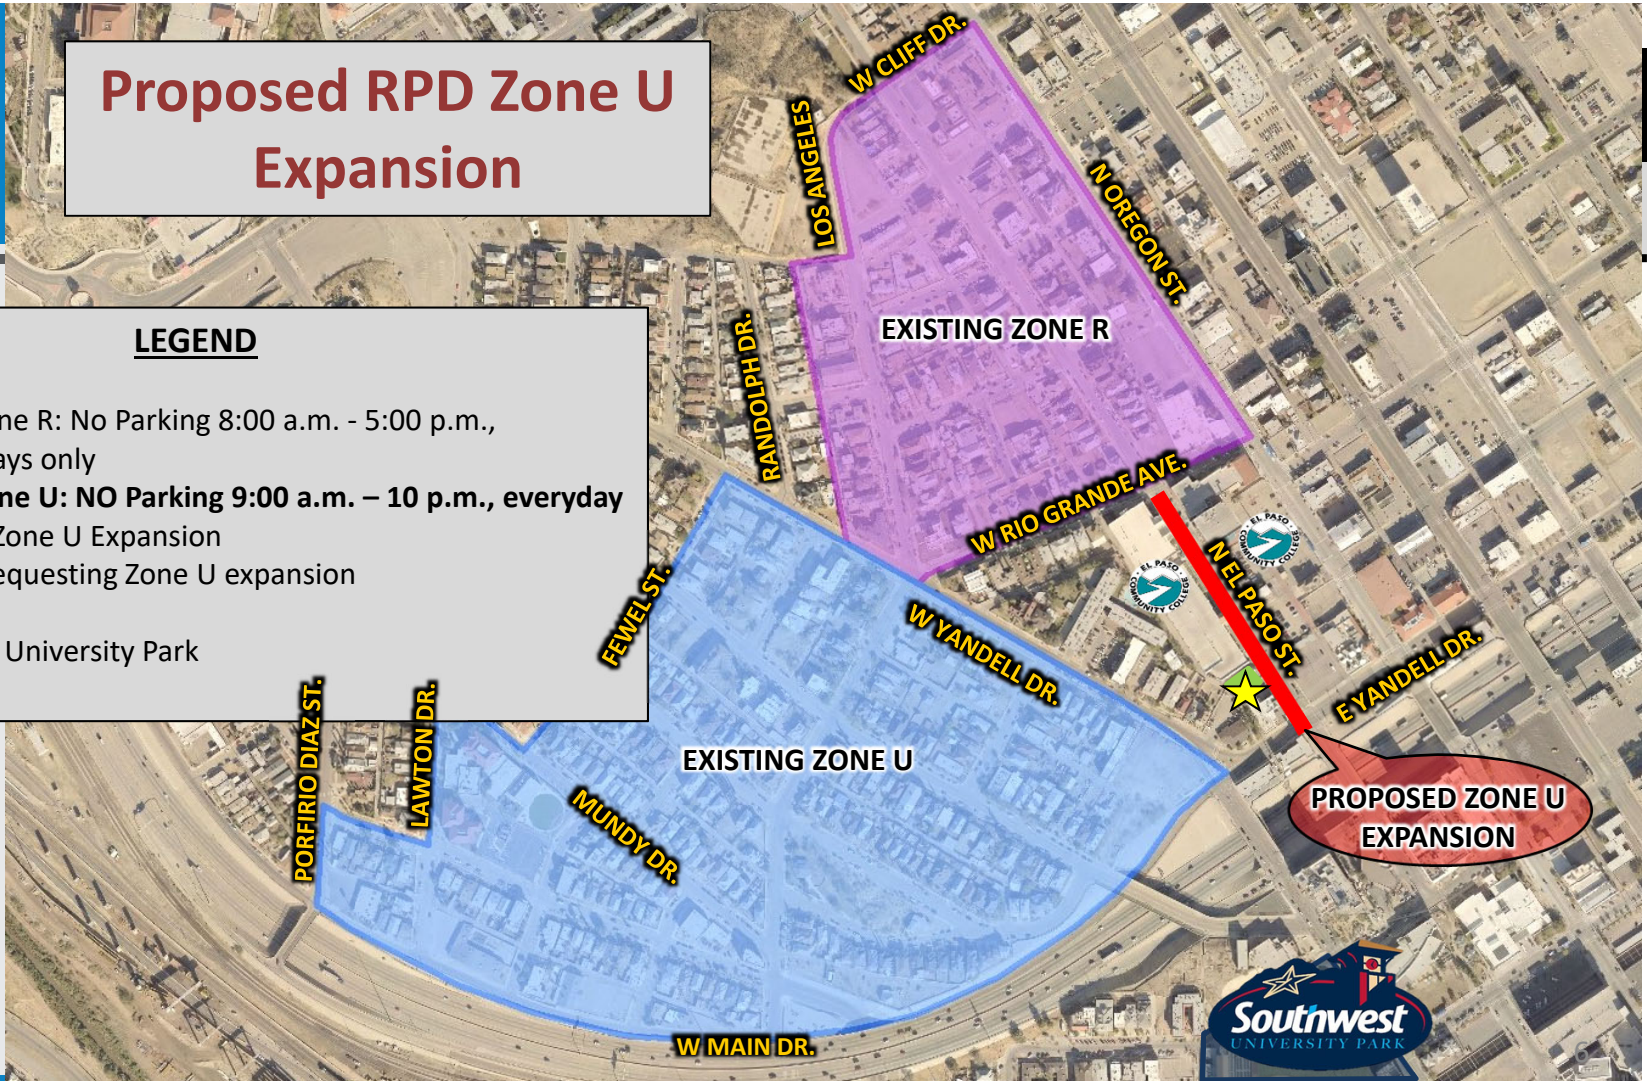 Proposed RPD Zone U
Expansion
W CLIFF DR.
LOS ANGELES
N OREGON ST.
LEGEND
ne R: No Parking 8:00 a.m. - 5:00 p.m.,
ays only
ne U: NO Parking 9:00 a.m. – 10 p.m., everyday
Zone U Expansion
equesting Zone U expansion
University Park
EXISTING ZONE R
RANDOLPH DR.
W RIO GRANDE AVE.
EL PASO
COMMUNITY COLLEGE
EL PASO
COMMUNITY COLLEGE
N EL PASO ST.
FEWEL ST.
W YANDELL DR.
E YANDELL DR.
PORFIRIO DIAZ ST.
LAWTON DR.
EXISTING ZONE U
MUNDY DR.
PROPOSED ZONE U
EXPANSION
Southwest
UNIVERSITY PARK
W MAIN DR.
6